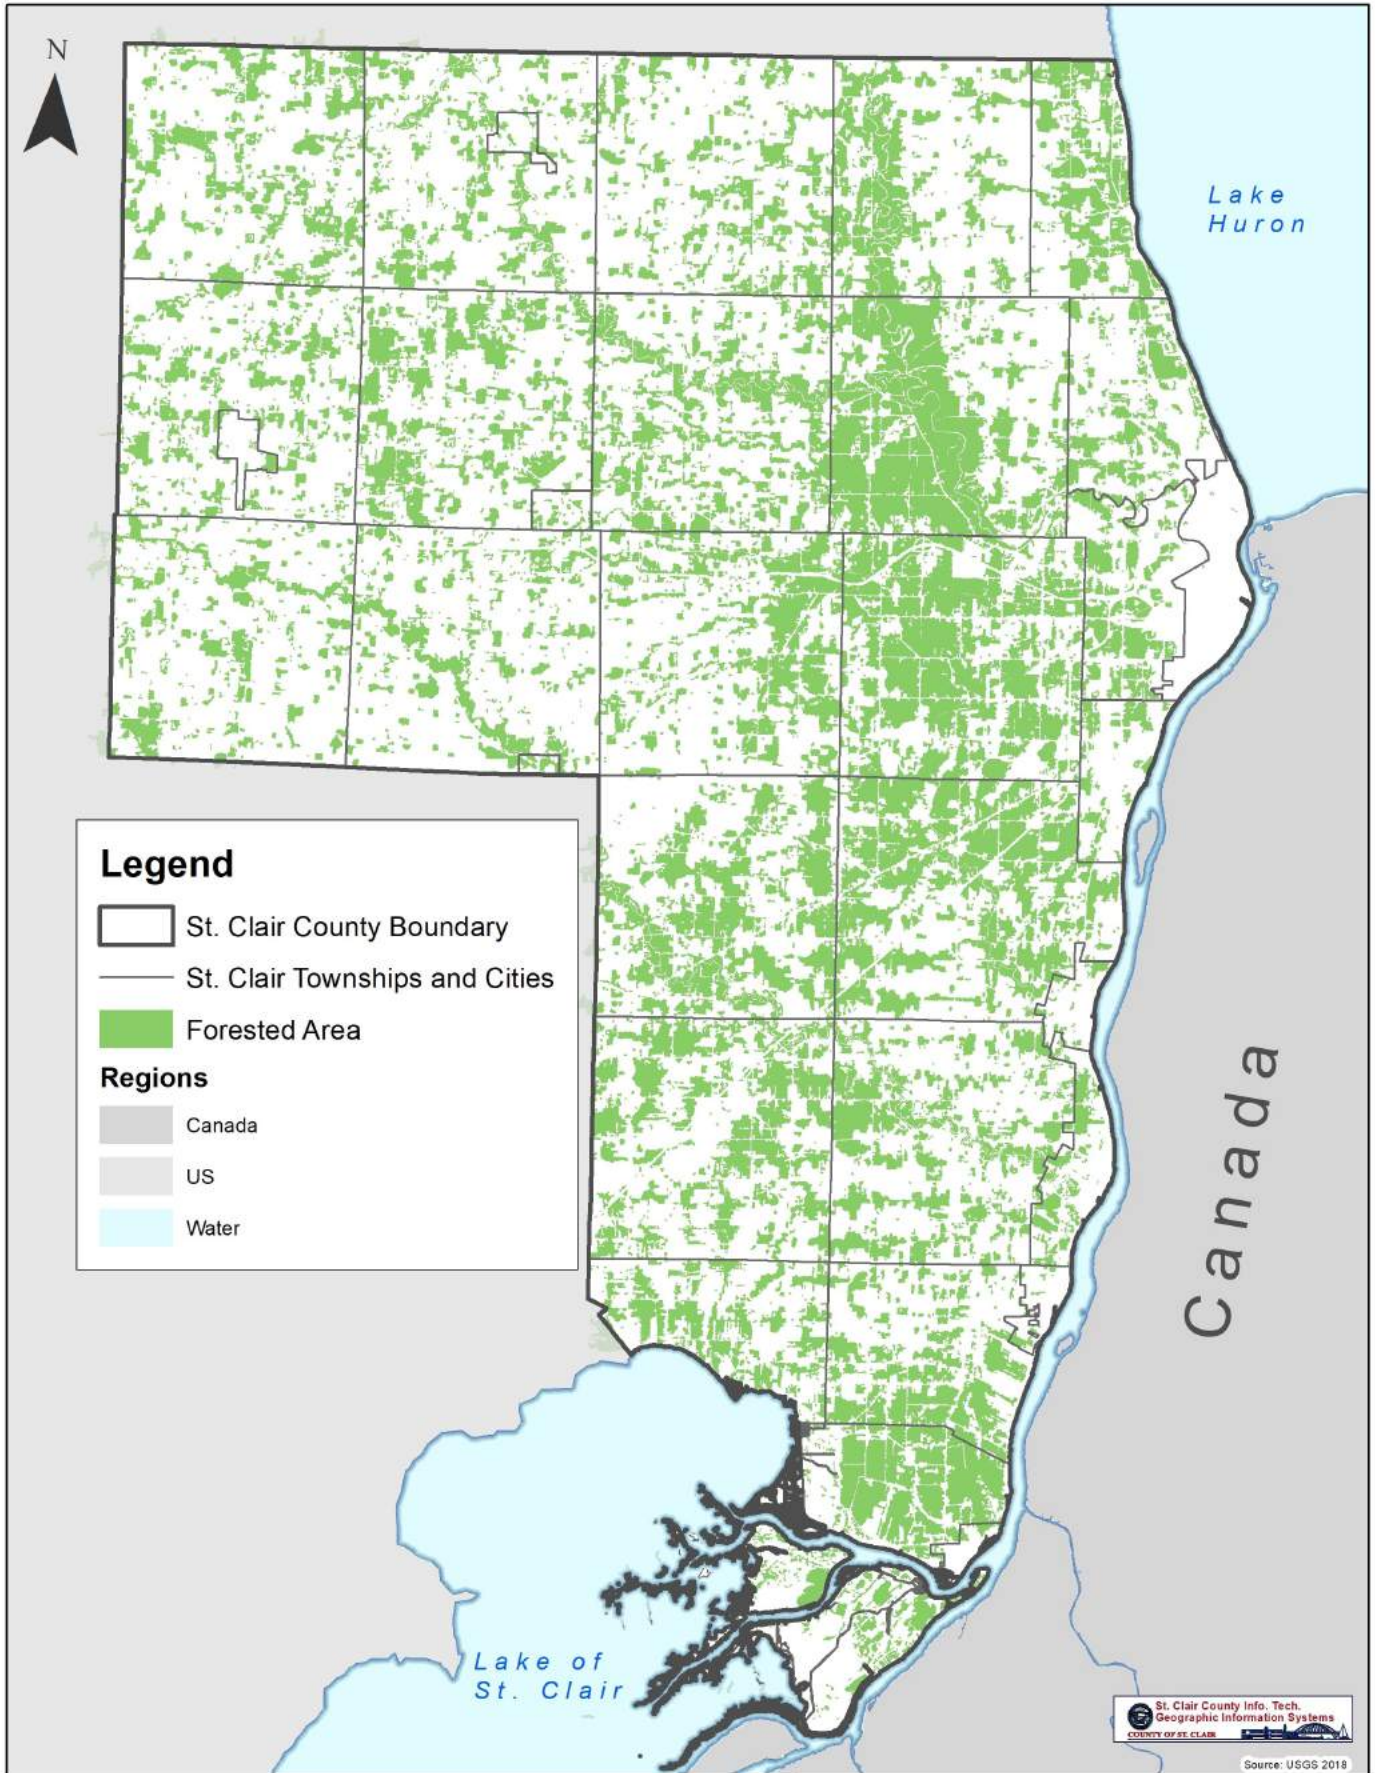 N
Lake
Huron
Legend
St. Clair County Boundary
St. Clair Townships and Cities
Forested Area
Regions
Canada
US
Water
Canada
Lake of
St. Clair
St. Clair County Info. Tech.
Geographic Information Systems
COUNTY OF ST. CLAIR
Source: USGS 2018